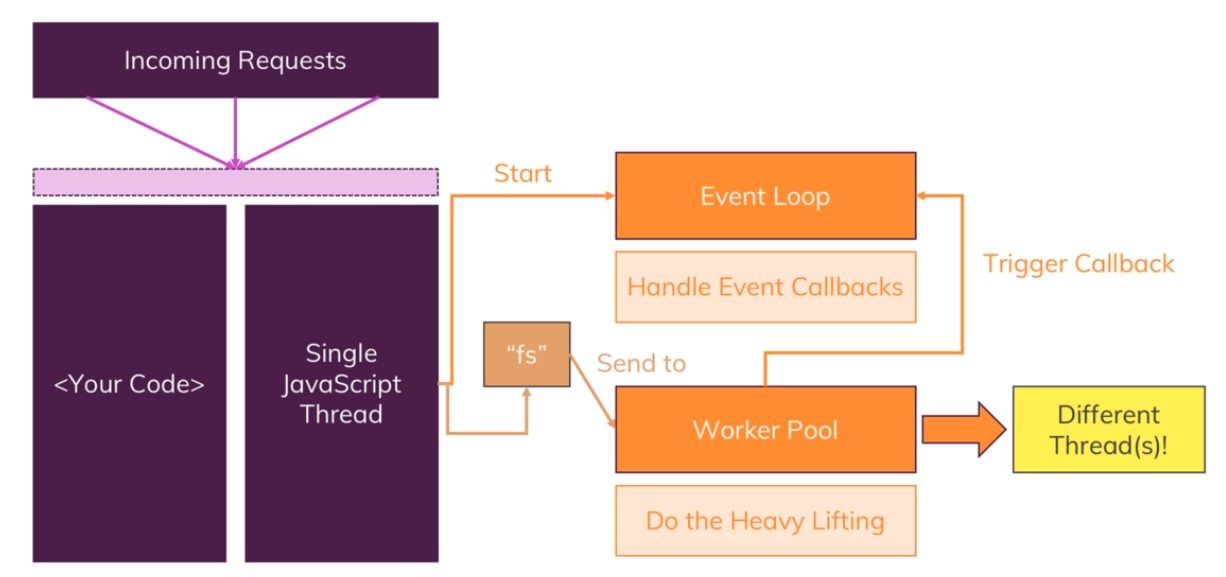 Incoming Requests
Start
Event Loop
Trigger Callback
Handle Event Callbacks
<Your Code>
Single
JavaScript
Thread
“fs”
Send to
Worker Pool
Different
Thread(s)!
Do the Heavy Lifting